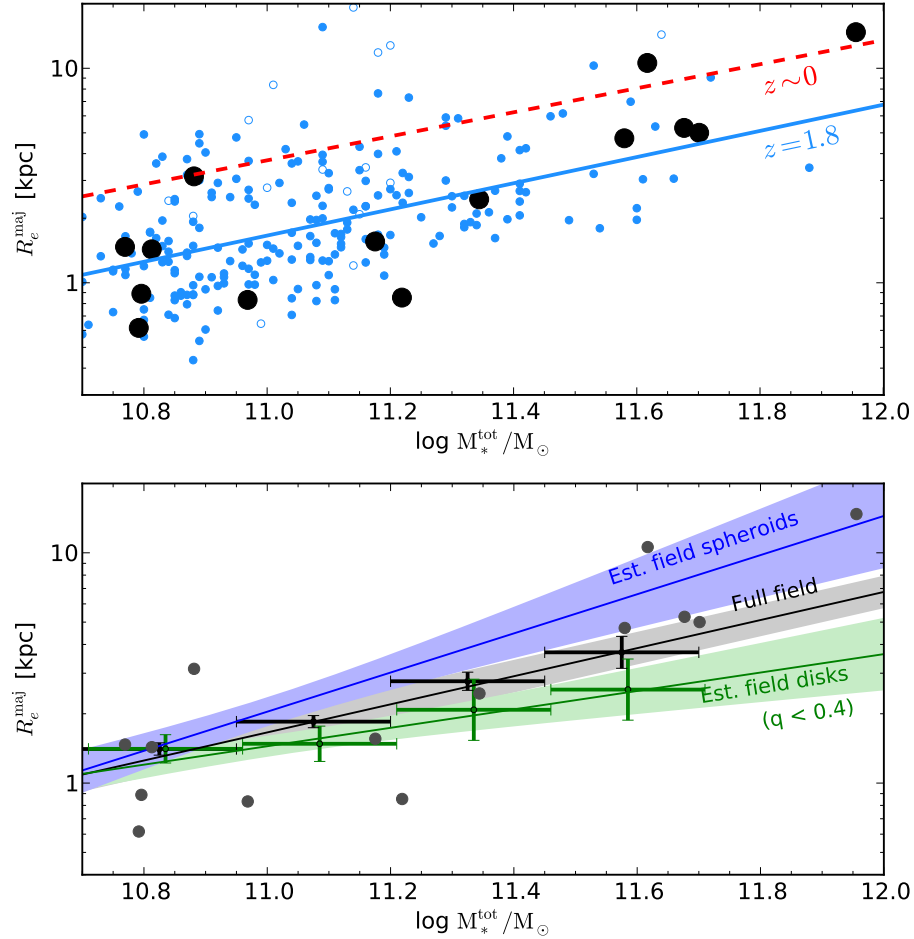 10
1
R_e^maj [kpc]
z∼0
z=1.8
10.8 11.0 11.2 11.4 11.6 11.8 12.0
log M_*^tot/M_⊙
10
1
R_e^maj [kpc]
Est. field spheroids
Full field
Est. field disks
(q < 0.4)
10.8 11.0 11.2 11.4 11.6 11.8 12.0
log M_*^tot/M_⊙